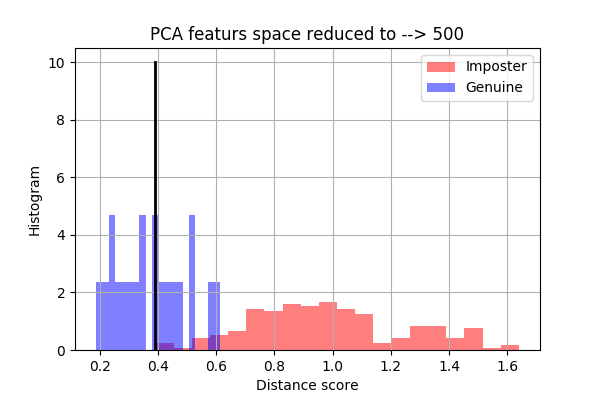 PCA featurs space reduced to --> 500
Imposter
Genuine
10
8
6
4
2
0
Histogram
0.2 0.4 0.6 0.8 1.0 1.2 1.4 1.6
Distance score